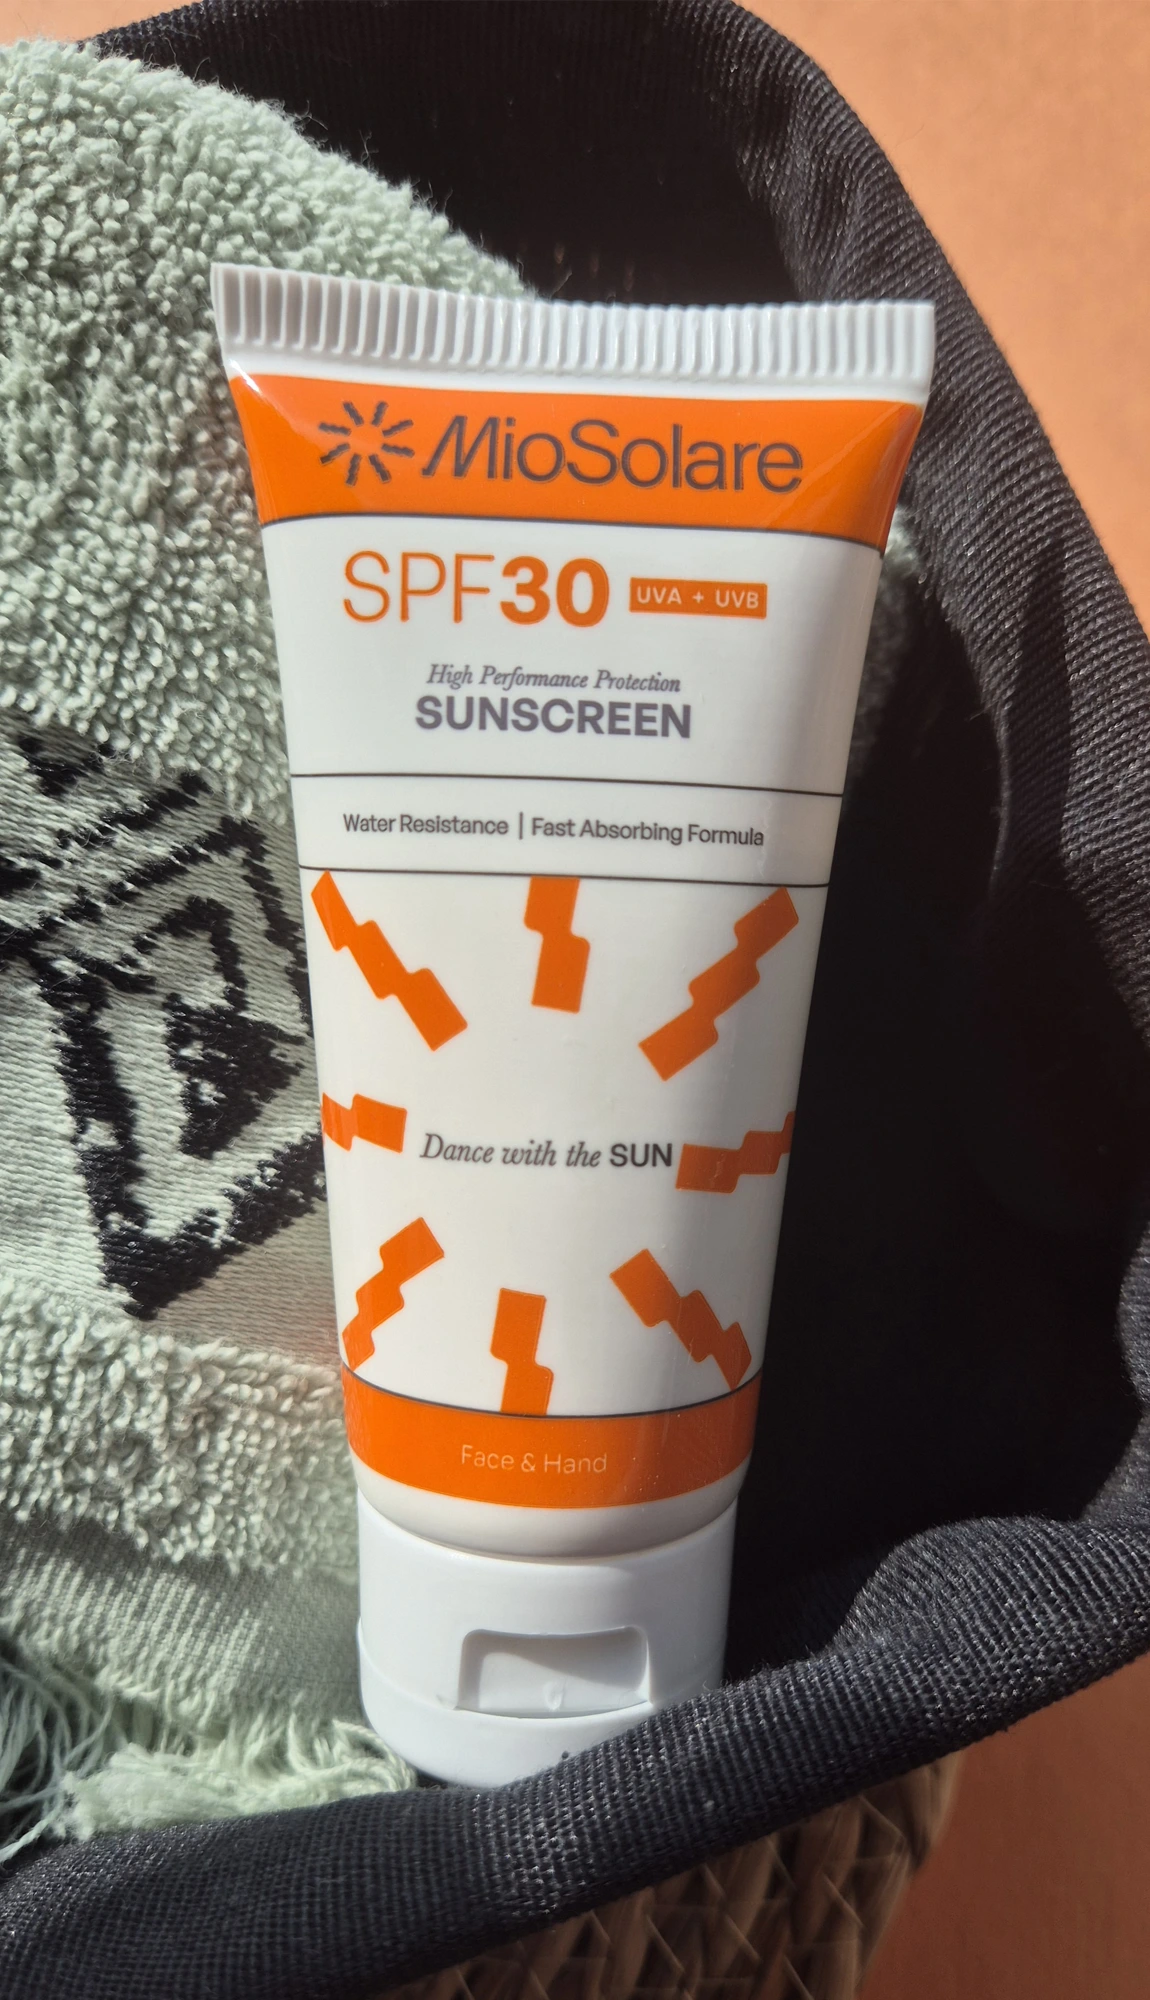 MioSolare
SPF30 UVA + UVB
High Performance Protection
SUNSCREEN
Water Resistance | Fast Absorbing Formula
Dance with the SUN
Face & Hand